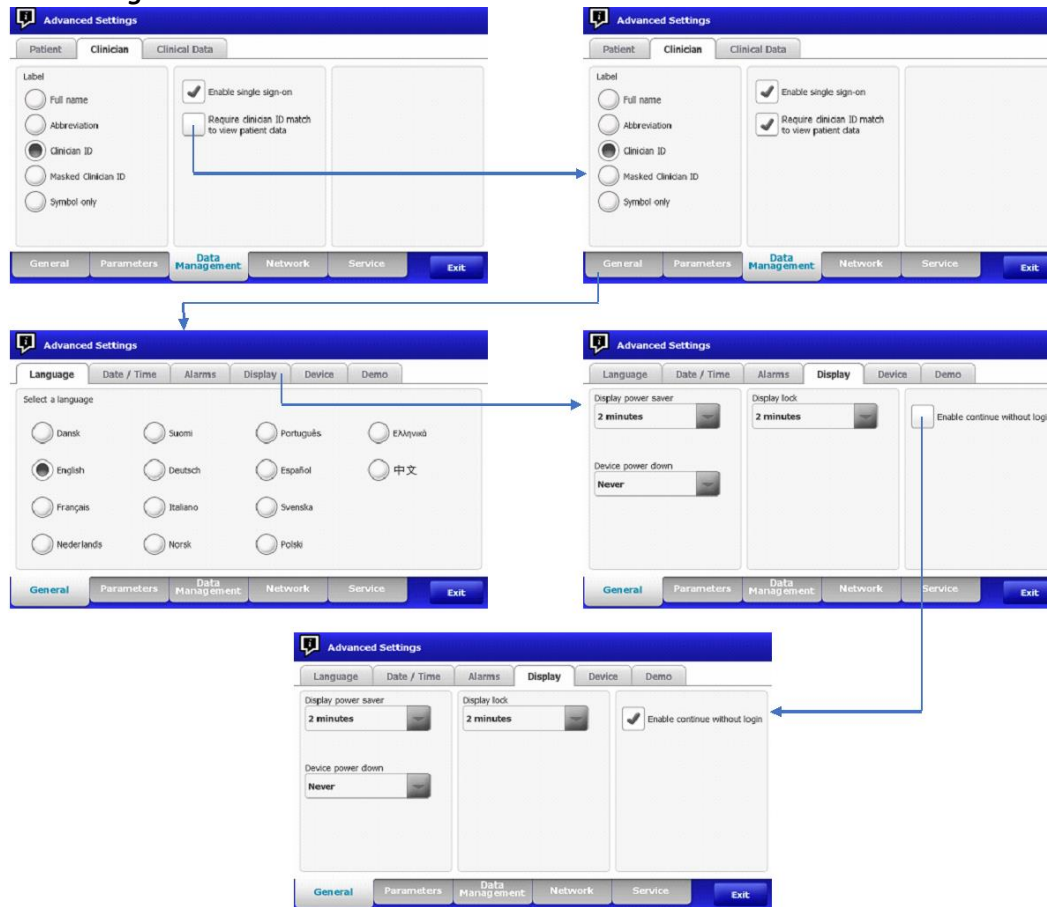 Advanced Settings
Patient Clinician Clinical Data
Label
Full name
Abbreviation
Clinician ID
Masked Clinician ID
Symbol only
Enable single sign-on
Require clinician ID match
to view patient data
General Parameters Data Management Network Service Exit
Advanced Settings
Patient Clinician Clinical Data
Label
Full name
Abbreviation
Clinician ID
Masked Clinician ID
Symbol only
Enable single sign-on
Require clinician ID match
to view patient data
General Parameters Data Management Network Service Exit
Advanced Settings
Language Date / Time Alarms Display Device Demo
Select a language
Dansk Suomi Português Ελληνικά
English Deutsch Español 中文
Français Italiano Svenska
Nederlands Norsk Polski
General Parameters Data Management Network Service Exit
Advanced Settings
Language Date / Time Alarms Display Device Demo
Display power saver
2 minutes
Device power down
Never
Display lock
2 minutes
Enable continue without
General Parameters Data Management Network Service Exit
Advanced Settings
Language Date / Time Alarms Display Device Demo
Display power saver
2 minutes
Device power down
Never
Display lock
2 minutes
Enable continue without login
General Parameters Data Management Network Service Exit